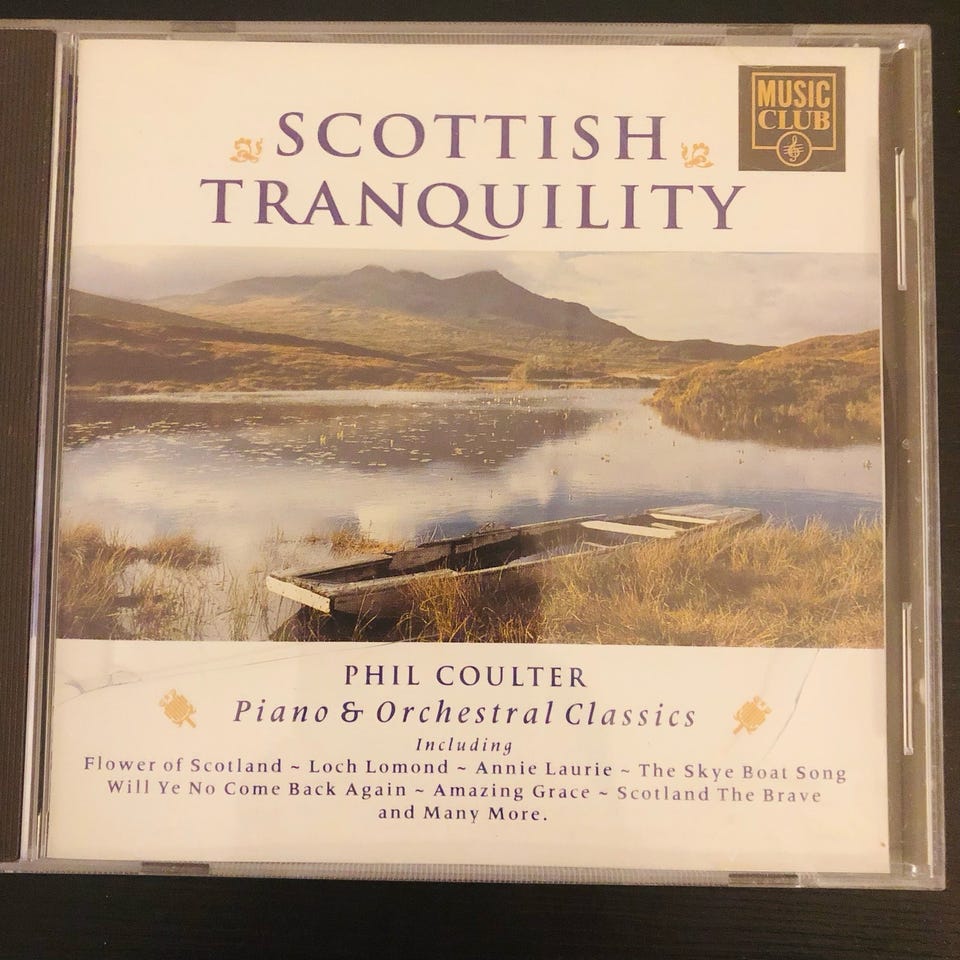 MUSIC
CLUB
SCOTTISH
TRANQUILITY
PHIL COULTER
Piano & Orchestral Classics
Including
Flower of Scotland ~ Loch Lomond ~ Annie Laurie ~ The Skye Boat Song
Will Ye No Come Back Again ~ Amazing Grace ~ Scotland The Brave
and Many More.